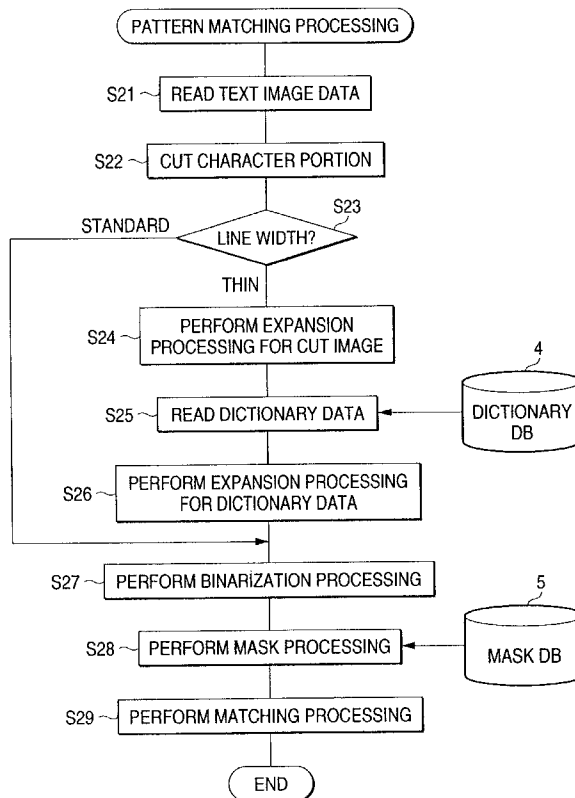 PATTERN MATCHING PROCESSING
S21 READ TEXT IMAGE DATA
S22 CUT CHARACTER PORTION
S23
STANDARD
LINE WIDTH?
THIN
S24 PERFORM EXPANSION
PROCESSING FOR CUT IMAGE
4
S25 READ DICTIONARY DATA
DICTIONARY
DB
S26 PERFORM EXPANSION PROCESSING
FOR DICTIONARY DATA
S27 PERFORM BINARIZATION PROCESSING
5
S28 PERFORM MASK PROCESSING
MASK DB
S29 PERFORM MATCHING PROCESSING
END